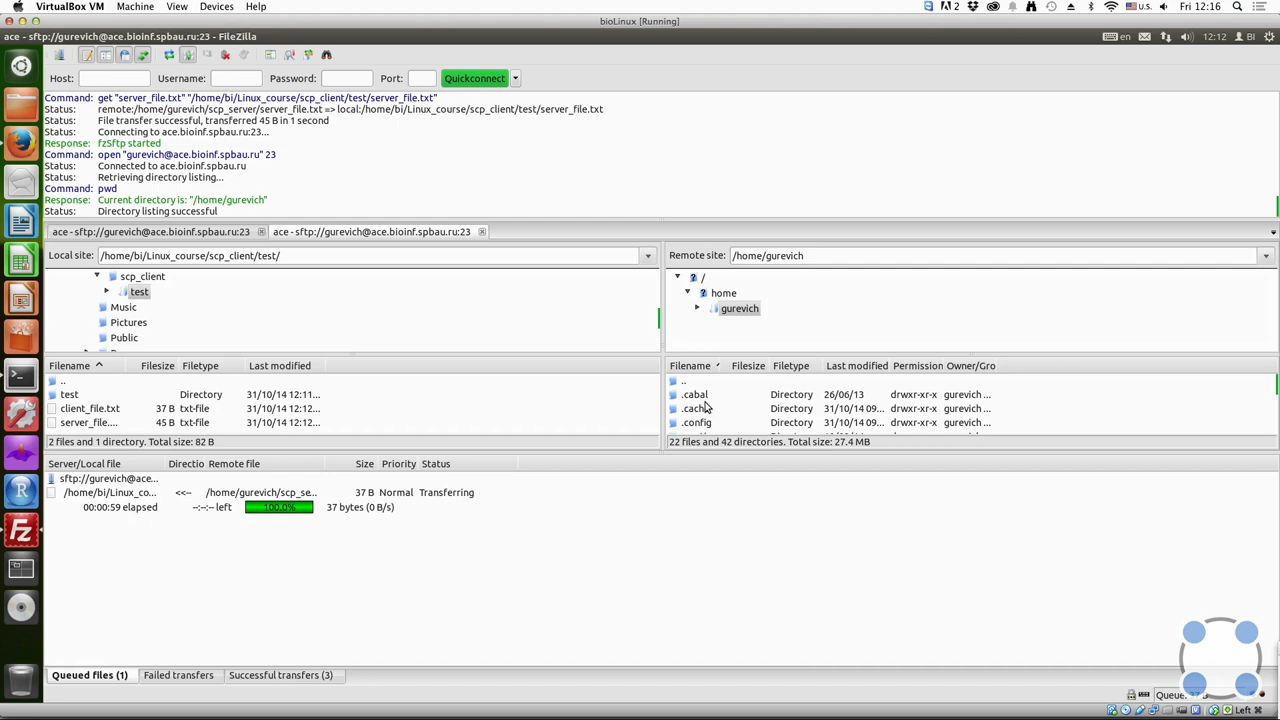 VirtualBox VM Machine View Devices Help
2 U.S. Fri 12:16
bioLinux [Running]
ace - sftp://gurevich@ace.bioinf.spbau.ru:23 - FileZilla
en 12:12 BI
Host: Username: Password: Port: Quickconnect
Command: get "server_file.txt" "/home/bi/Linux_course/scp_client/test/server_file.txt"
Status: remote:/home/gurevich/scp_server/server_file.txt => local:/home/bi/Linux_course/scp_client/test/server_file.txt
Status: File transfer successful, transferred 45 B in 1 second
Status: Connecting to ace.bioinf.spbau.ru:23...
Response: fzSftp started
Command: open "gurevich@ace.bioinf.spbau.ru" 23
Status: Connected to ace.bioinf.spbau.ru
Status: Retrieving directory listing...
Command: pwd
Response: Current directory is: "/home/gurevich"
Status: Directory listing successful
ace - sftp://gurevich@ace.bioinf.spbau.ru:23 ace - sftp://gurevich@ace.bioinf.spbau.ru:23
Local site: /home/bi/Linux_course/scp_client/test/
scp_client
test
Music
Pictures
Public
Remote site: /home/gurevich
/
home
gurevich
Filename Filesize Filetype Last modified
..
test Directory 31/10/14 12:11...
client_file.txt 37 B txt-file 31/10/14 12:12...
server_file.... 45 B txt-file 31/10/14 12:12...
2 files and 1 directory. Total size: 82 B
Filename Filesize Filetype Last modified Permission Owner/Gro
..
.cabal Directory 26/06/13 drwxr-xr-x gurevich ...
.cache Directory 31/10/14 09... drwxr-xr-x gurevich ...
.config Directory 31/10/14 09... drwxr-xr-x gurevich ...
22 files and 42 directories. Total size: 27.4 MB
Server/Local file Directio Remote file Size Priority Status
sftp://gurevich@ace...
/home/bi/Linux_co... <<-- /home/gurevich/scp_se... 37 B Normal Transferring
00:00:59 elapsed --:--:-- left 100.0% 37 bytes (0 B/s)
Queued files (1) Failed transfers Successful transfers (3)
Queue:
Left ⌘